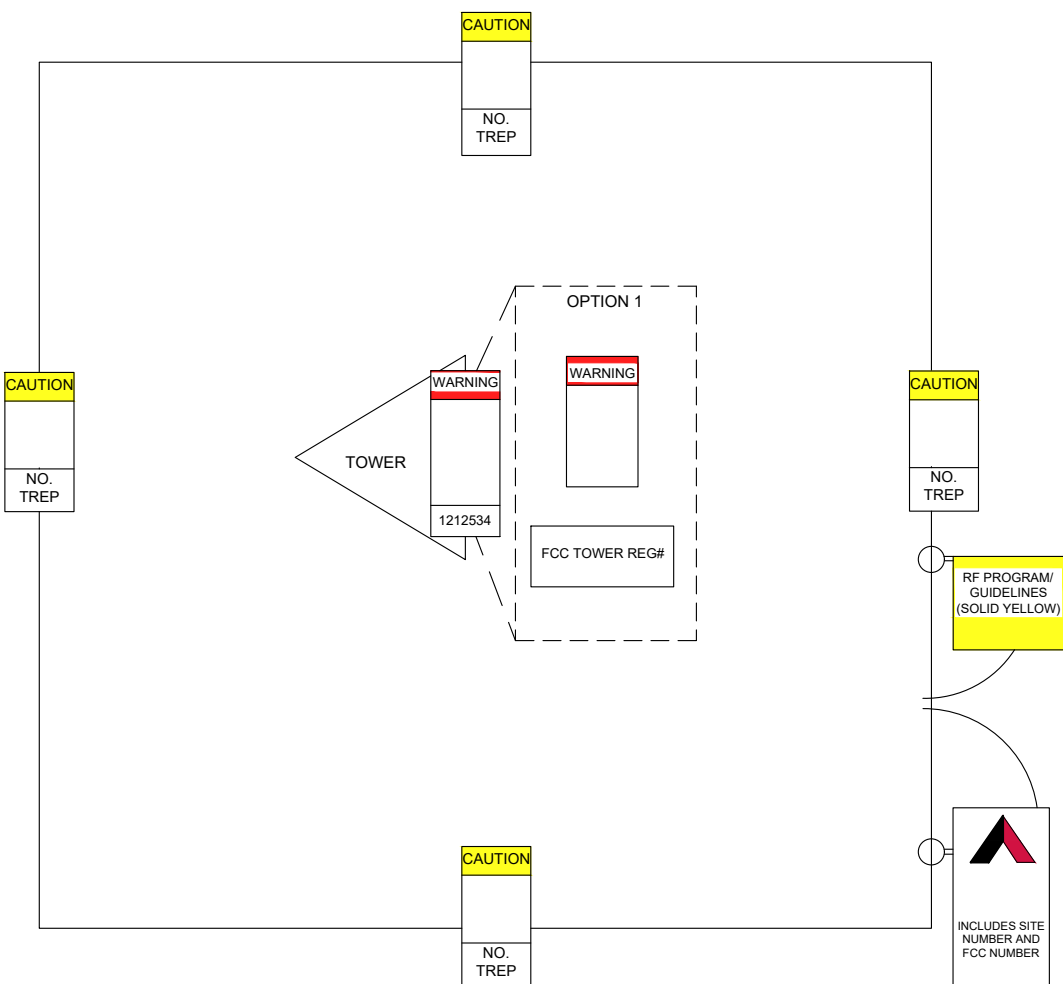 CAUTION
NO.
TREP
OPTION 1
WARNING
WARNING
CAUTION
CAUTION
TOWER
NO.
TREP
NO.
TREP
1212534
FCC TOWER REG#
RF PROGRAM/
GUIDELINES
(SOLID YELLOW)
CAUTION
NO.
TREP
INCLUDES SITE
NUMBER AND
FCC NUMBER